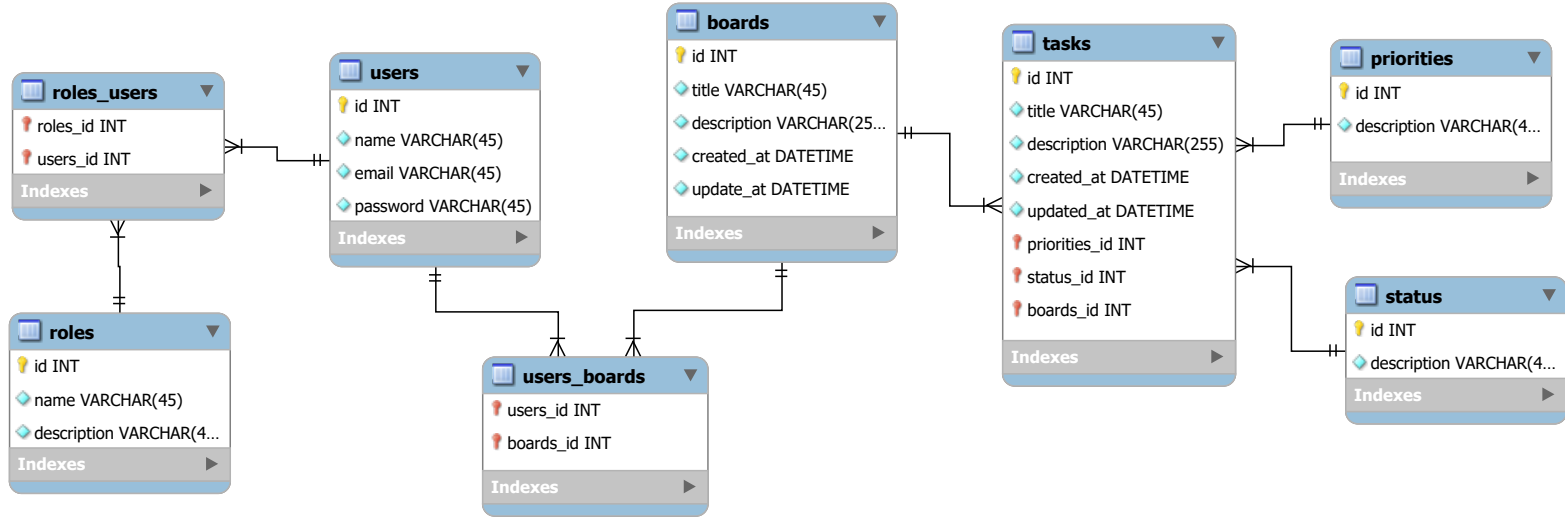 roles_users
roles_id INT
users_id INT
Indexes
users
id INT
name VARCHAR(45)
email VARCHAR(45)
password VARCHAR(45)
Indexes
boards
id INT
title VARCHAR(45)
description VARCHAR(25...
created_at DATETIME
update_at DATETIME
Indexes
tasks
id INT
title VARCHAR(45)
description VARCHAR(255)
created_at DATETIME
updated_at DATETIME
priorities_id INT
status_id INT
boards_id INT
Indexes
priorities
id INT
description VARCHAR(4...
Indexes
roles
id INT
name VARCHAR(45)
description VARCHAR(4...
Indexes
users_boards
users_id INT
boards_id INT
Indexes
status
id INT
description VARCHAR(4...
Indexes